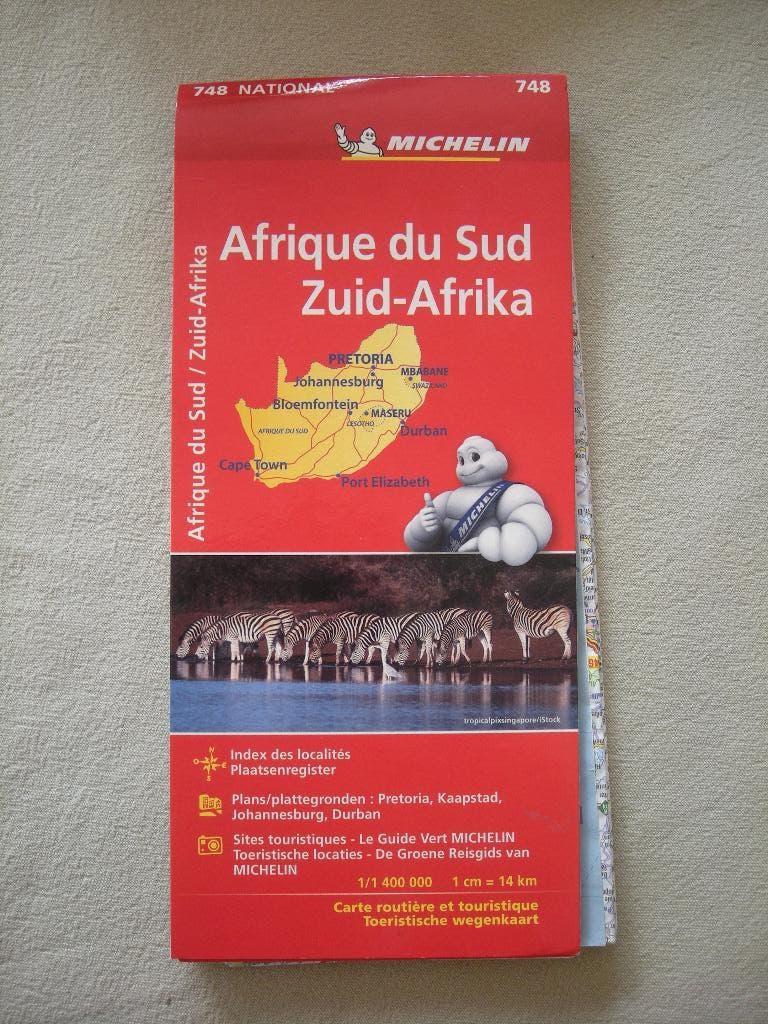 748 NATIONAL
748
MICHELIN
Afrique du Sud
Zuid-Afrika
Afrique du Sud / Zuid-Afrika
PRETORIA
MBABANE
Johannesburg
SWAZILAND
Bloemfontein
MASERU
LESOTHO
AFRIQUE DU SUD
Durban
Cape Town
Port Elizabeth
MICHELIN
tropicalpixsingapore/iStock
N
E
S
Index des localités
Plaatsenregister
Plans/plattegronden : Pretoria, Kaapstad,
Johannesburg, Durban
Sites touristiques - Le Guide Vert MICHELIN
Toeristische locaties - De Groene Reisgids van
MICHELIN
1/1 400 000 1 cm = 14 km
Carte routière et touristique
Toeristische wegenkaart